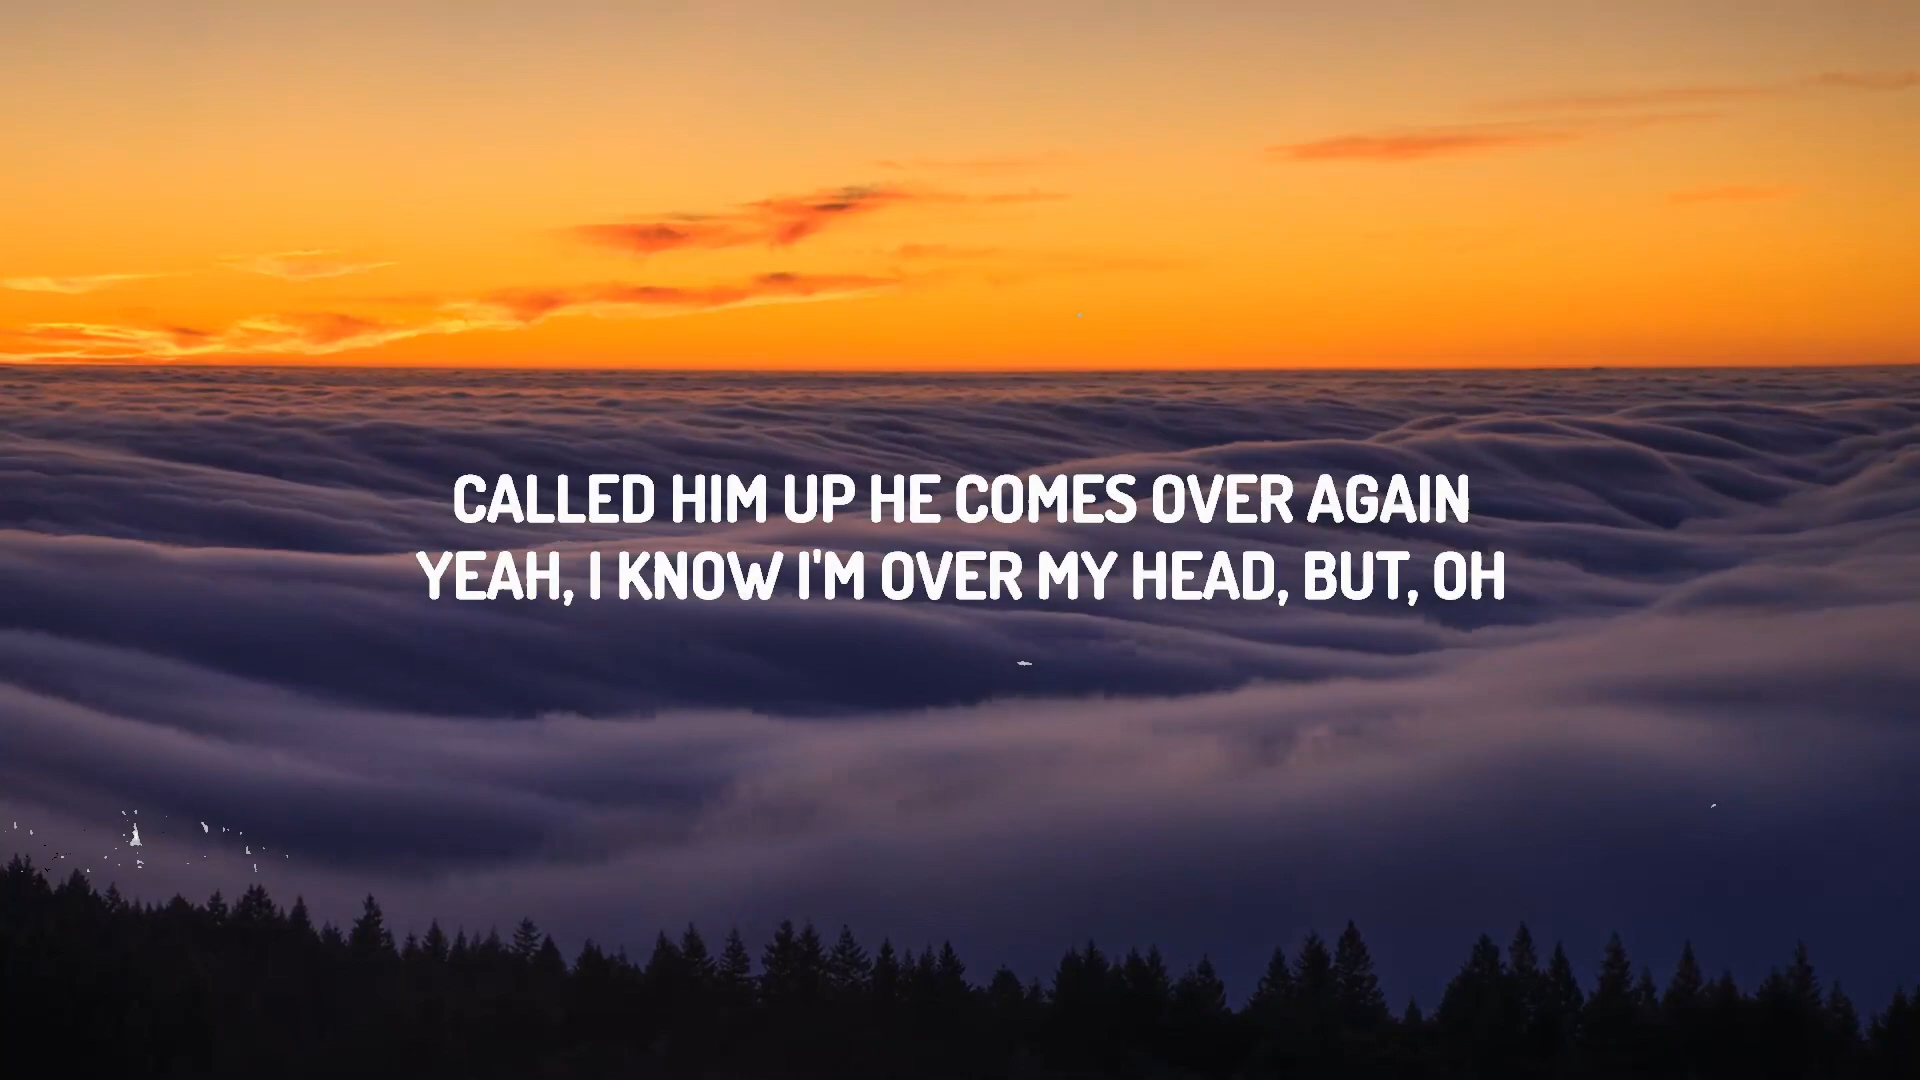 CALLED HIM UP HE COMES OVER AGAIN
YEAH, I KNOW I'M OVER MY HEAD, BUT, OH